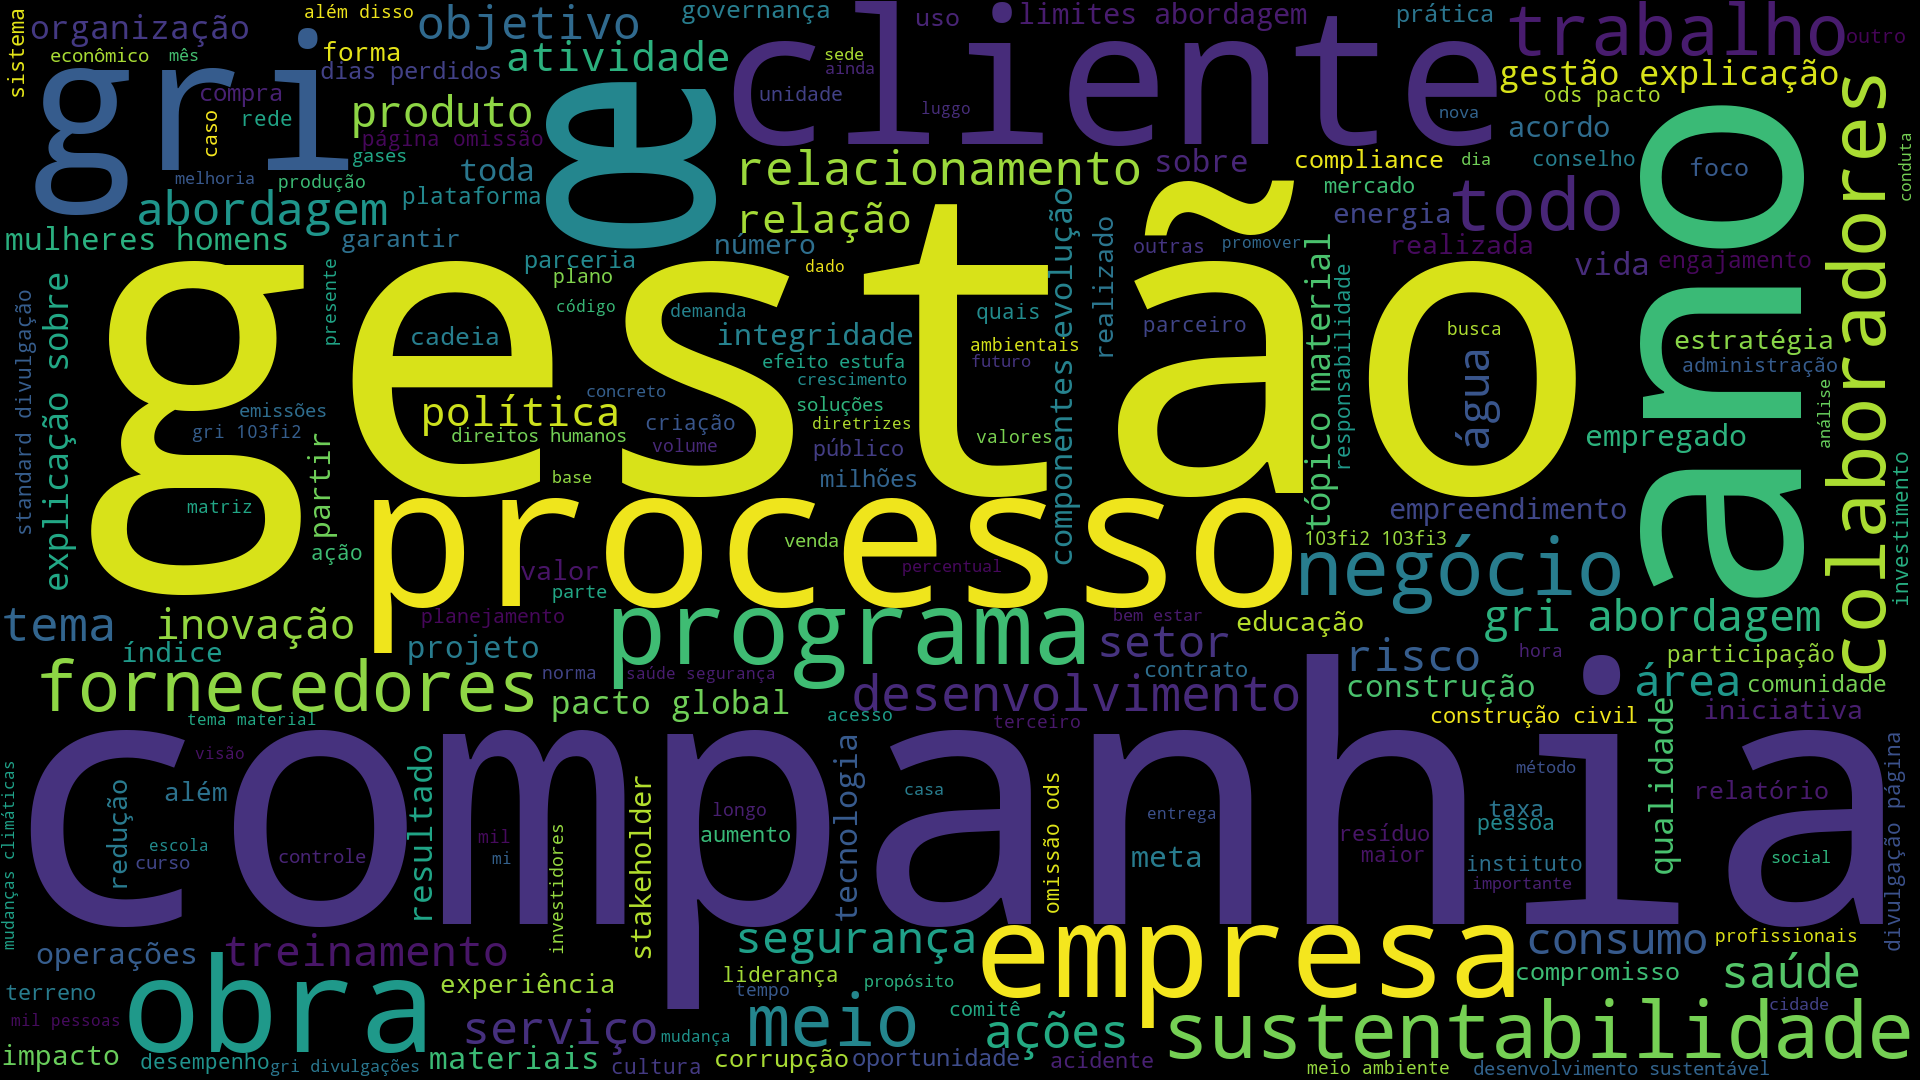 sistema
organização
além disso
objetivo
governança
uso
limites abordagem
prática
trabalho
outro
econômico
mês
forma
dias perdidos
atividade
cliente
sede
ainda
gestão explicação
gri
compra
rede
caso
produto
página omissão
gases
unidade
luggo
nova
ods pacto
acordo
melhoria
produção
toda
plataforma
e
relacionamento
sobre
compliance
dia
mercado
conselho
foco
conduta
abordagem
relação
energia
todo
ano
colaboradores
mulheres homens
garantir
parceria
número
outras
promover
realizada
vida
engajamento
explicação sobre
presente
plano
dado
componentes
evolução
realizado
tópico material
responsabilidade
gestão
código
demanda
quais
parceiro
busca
estratégia
administração
standard divulgação
cadeia
integridade
ambientais
efeito estufa
futuro
crescimento
água
análise
emissões
gri 103fi2
política
concreto
criação
soluções
diretrizes
direitos humanos
volume
público
valores
empregado
partir
base
milhões
matriz
processo
empreendimento
investimento
ação
venda
103fi2 103fi3
valor
percentual
negócio
parte
tema
inovação
planejamento
programa
bem estar
setor
educação
gri abordagem
índice
projeto
risco
hora
participação
fornecedores
norma
saúde segurança
contrato
construção
área
comunidade
pacto global
desenvolvimento
tema material
acesso
terceiro
construção civil
iniciativa
mudanças climáticas
visão
companhia
redução
além
resultado
stakeholder
tecnologia
casa
omissão ods
método
qualidade
relatório
divulgação página
longo
entrega
taxa
pessoa
escola
curso
controle
mil
mi
investidores
aumento
meta
resíduo
maior
instituto
social
importante
operações
treinamento
segurança
empresa
consumo
profissionais
terreno
obra
experiência
liderança
propósito
tempo
compromisso
saúde
mil pessoas
serviço
mudança
meio
comitê
ações
sustentabilidade
cidade
impacto
desempenho
gri divulgações
materiais
cultura
corrupção
oportunidade
acidente
meio ambiente
desenvolvimento sustentável